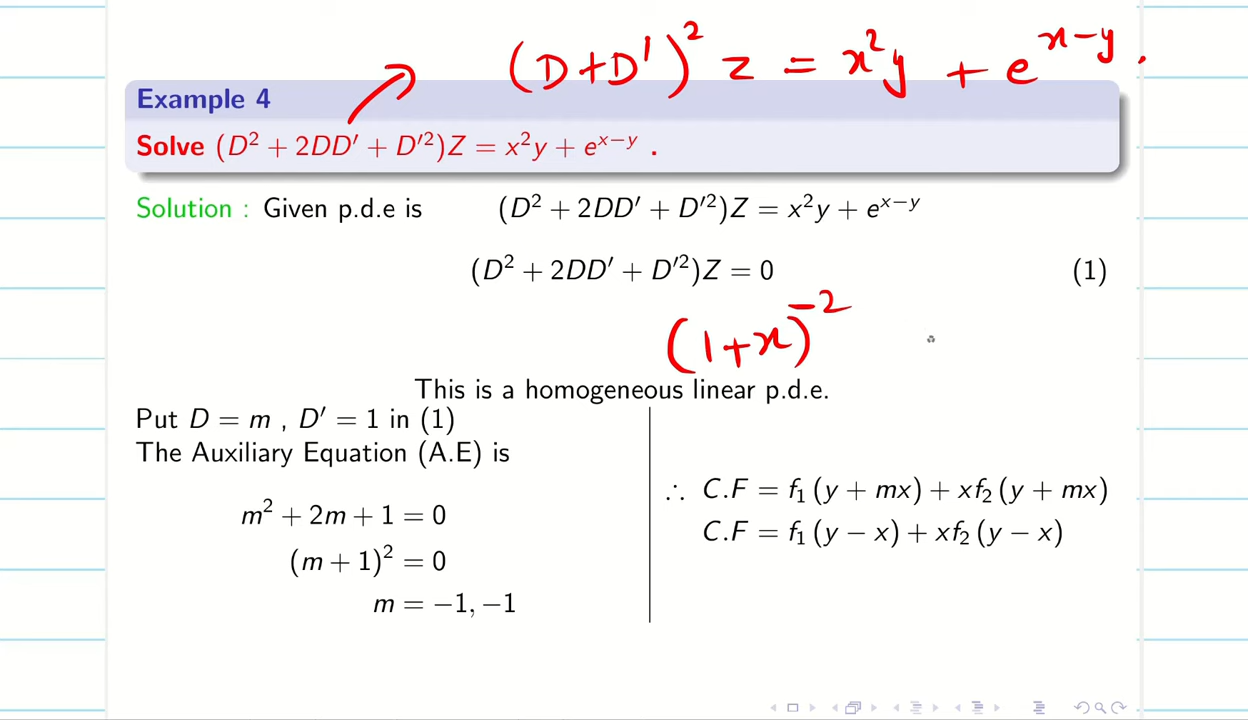 (D+D′)² z = x²y + e^{x−y}.
Example 4
Solve (D² + 2DD′ + D′²)Z = x²y + e^{x−y} .
Solution : Given p.d.e is (D² + 2DD′ + D′²)Z = x²y + e^{x−y}
(D² + 2DD′ + D′²)Z = 0 (1)
(1+x)^{−2}
This is a homogeneous linear p.d.e.
Put D = m , D′ = 1 in (1)
The Auxiliary Equation (A.E) is
m² + 2m + 1 = 0
(m + 1)² = 0
m = −1, −1
∴ C.F = f₁ (y + mx) + xf₂ (y + mx)
C.F = f₁ (y − x) + xf₂ (y − x)